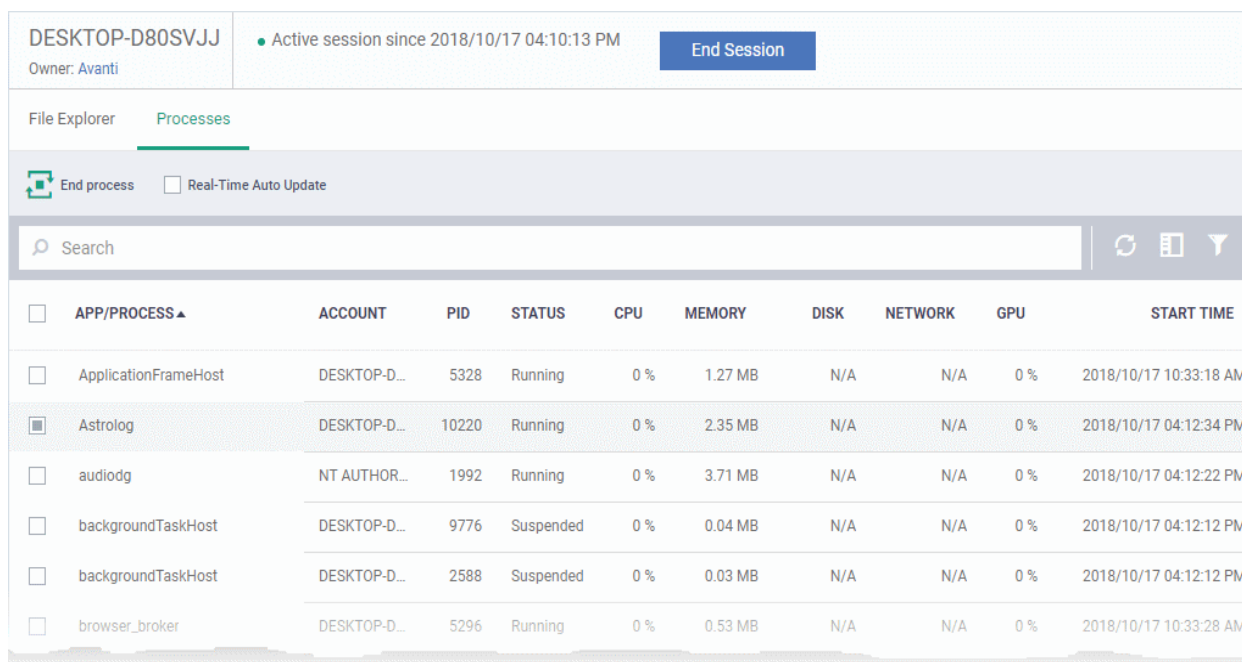 DESKTOP-D80SVJJ
Owner: Avanti
Active session since 2018/10/17 04:10:13 PM
End Session
File Explorer Processes
End process Real-Time Auto Update
Search
APP/PROCESS ACCOUNT PID STATUS CPU MEMORY DISK NETWORK GPU START TIME
ApplicationFrameHost DESKTOP-D... 5328 Running 0 % 1.27 MB N/A N/A 0 % 2018/10/17 10:33:18 AM
Astrolog DESKTOP-D... 10220 Running 0 % 2.35 MB N/A N/A 0 % 2018/10/17 04:12:34 PM
audiodg NT AUTHOR... 1992 Running 0 % 3.71 MB N/A N/A 0 % 2018/10/17 04:12:22 PM
backgroundTaskHost DESKTOP-D... 9776 Suspended 0 % 0.04 MB N/A N/A 0 % 2018/10/17 04:12:12 PM
backgroundTaskHost DESKTOP-D... 2588 Suspended 0 % 0.03 MB N/A N/A 0 % 2018/10/17 04:12:12 PM
browser_broker DESKTOP-D... 5296 Running 0 % 0.53 MB N/A N/A 0 % 2018/10/17 10:33:28 AM